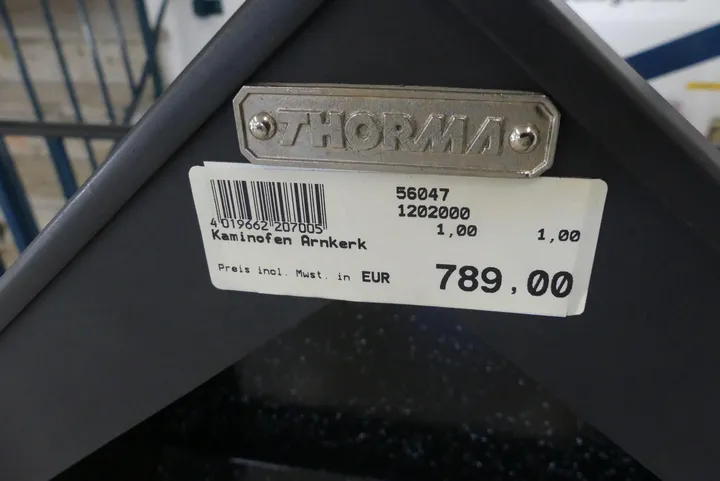 THORMA
56047
1202000
4 019662 207005
1,00 1,00
Kaminofen Arnkerk
Preis incl. Mwst. in EUR 789,00